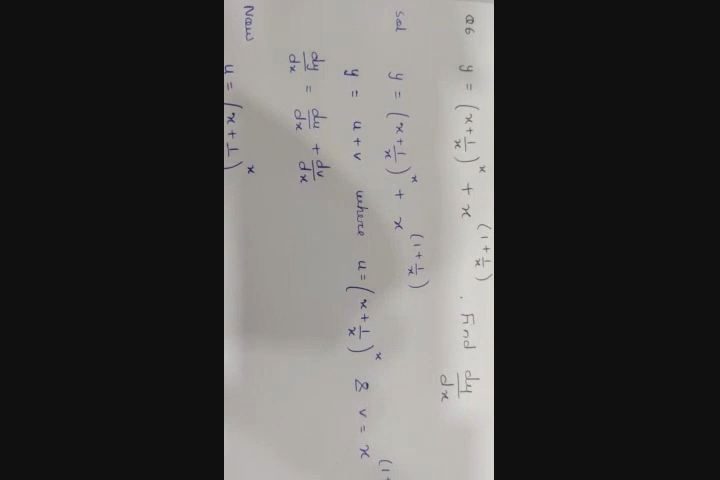 Q6 y = (x + 1/x)^x + x^(1 + 1/x) . Find dy/dx
Sol y = (x + 1/x)^x + x^(1 + 1/x)
y = u + v where u = (x + 1/x)^x & v = x^(1+
dy/dx = du/dx + dv/dx
Now u = (x + 1/x)^x